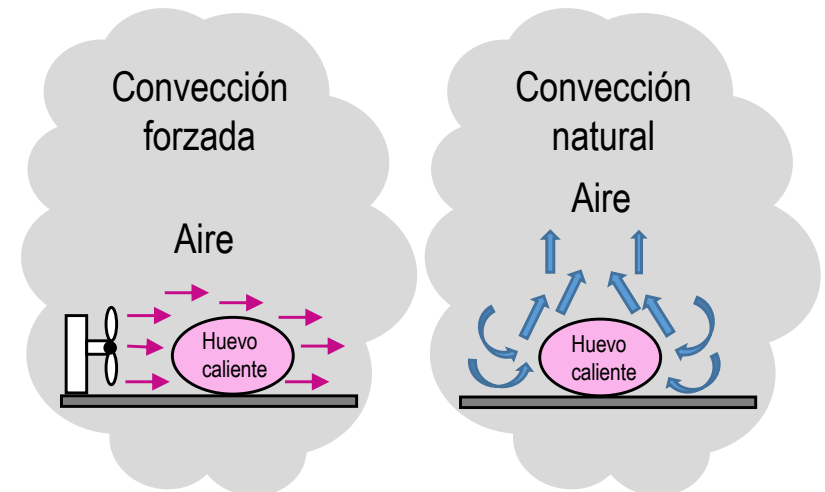 Convección
forzada
Aire
Huevo
caliente
Convección
natural
Aire
Huevo
caliente